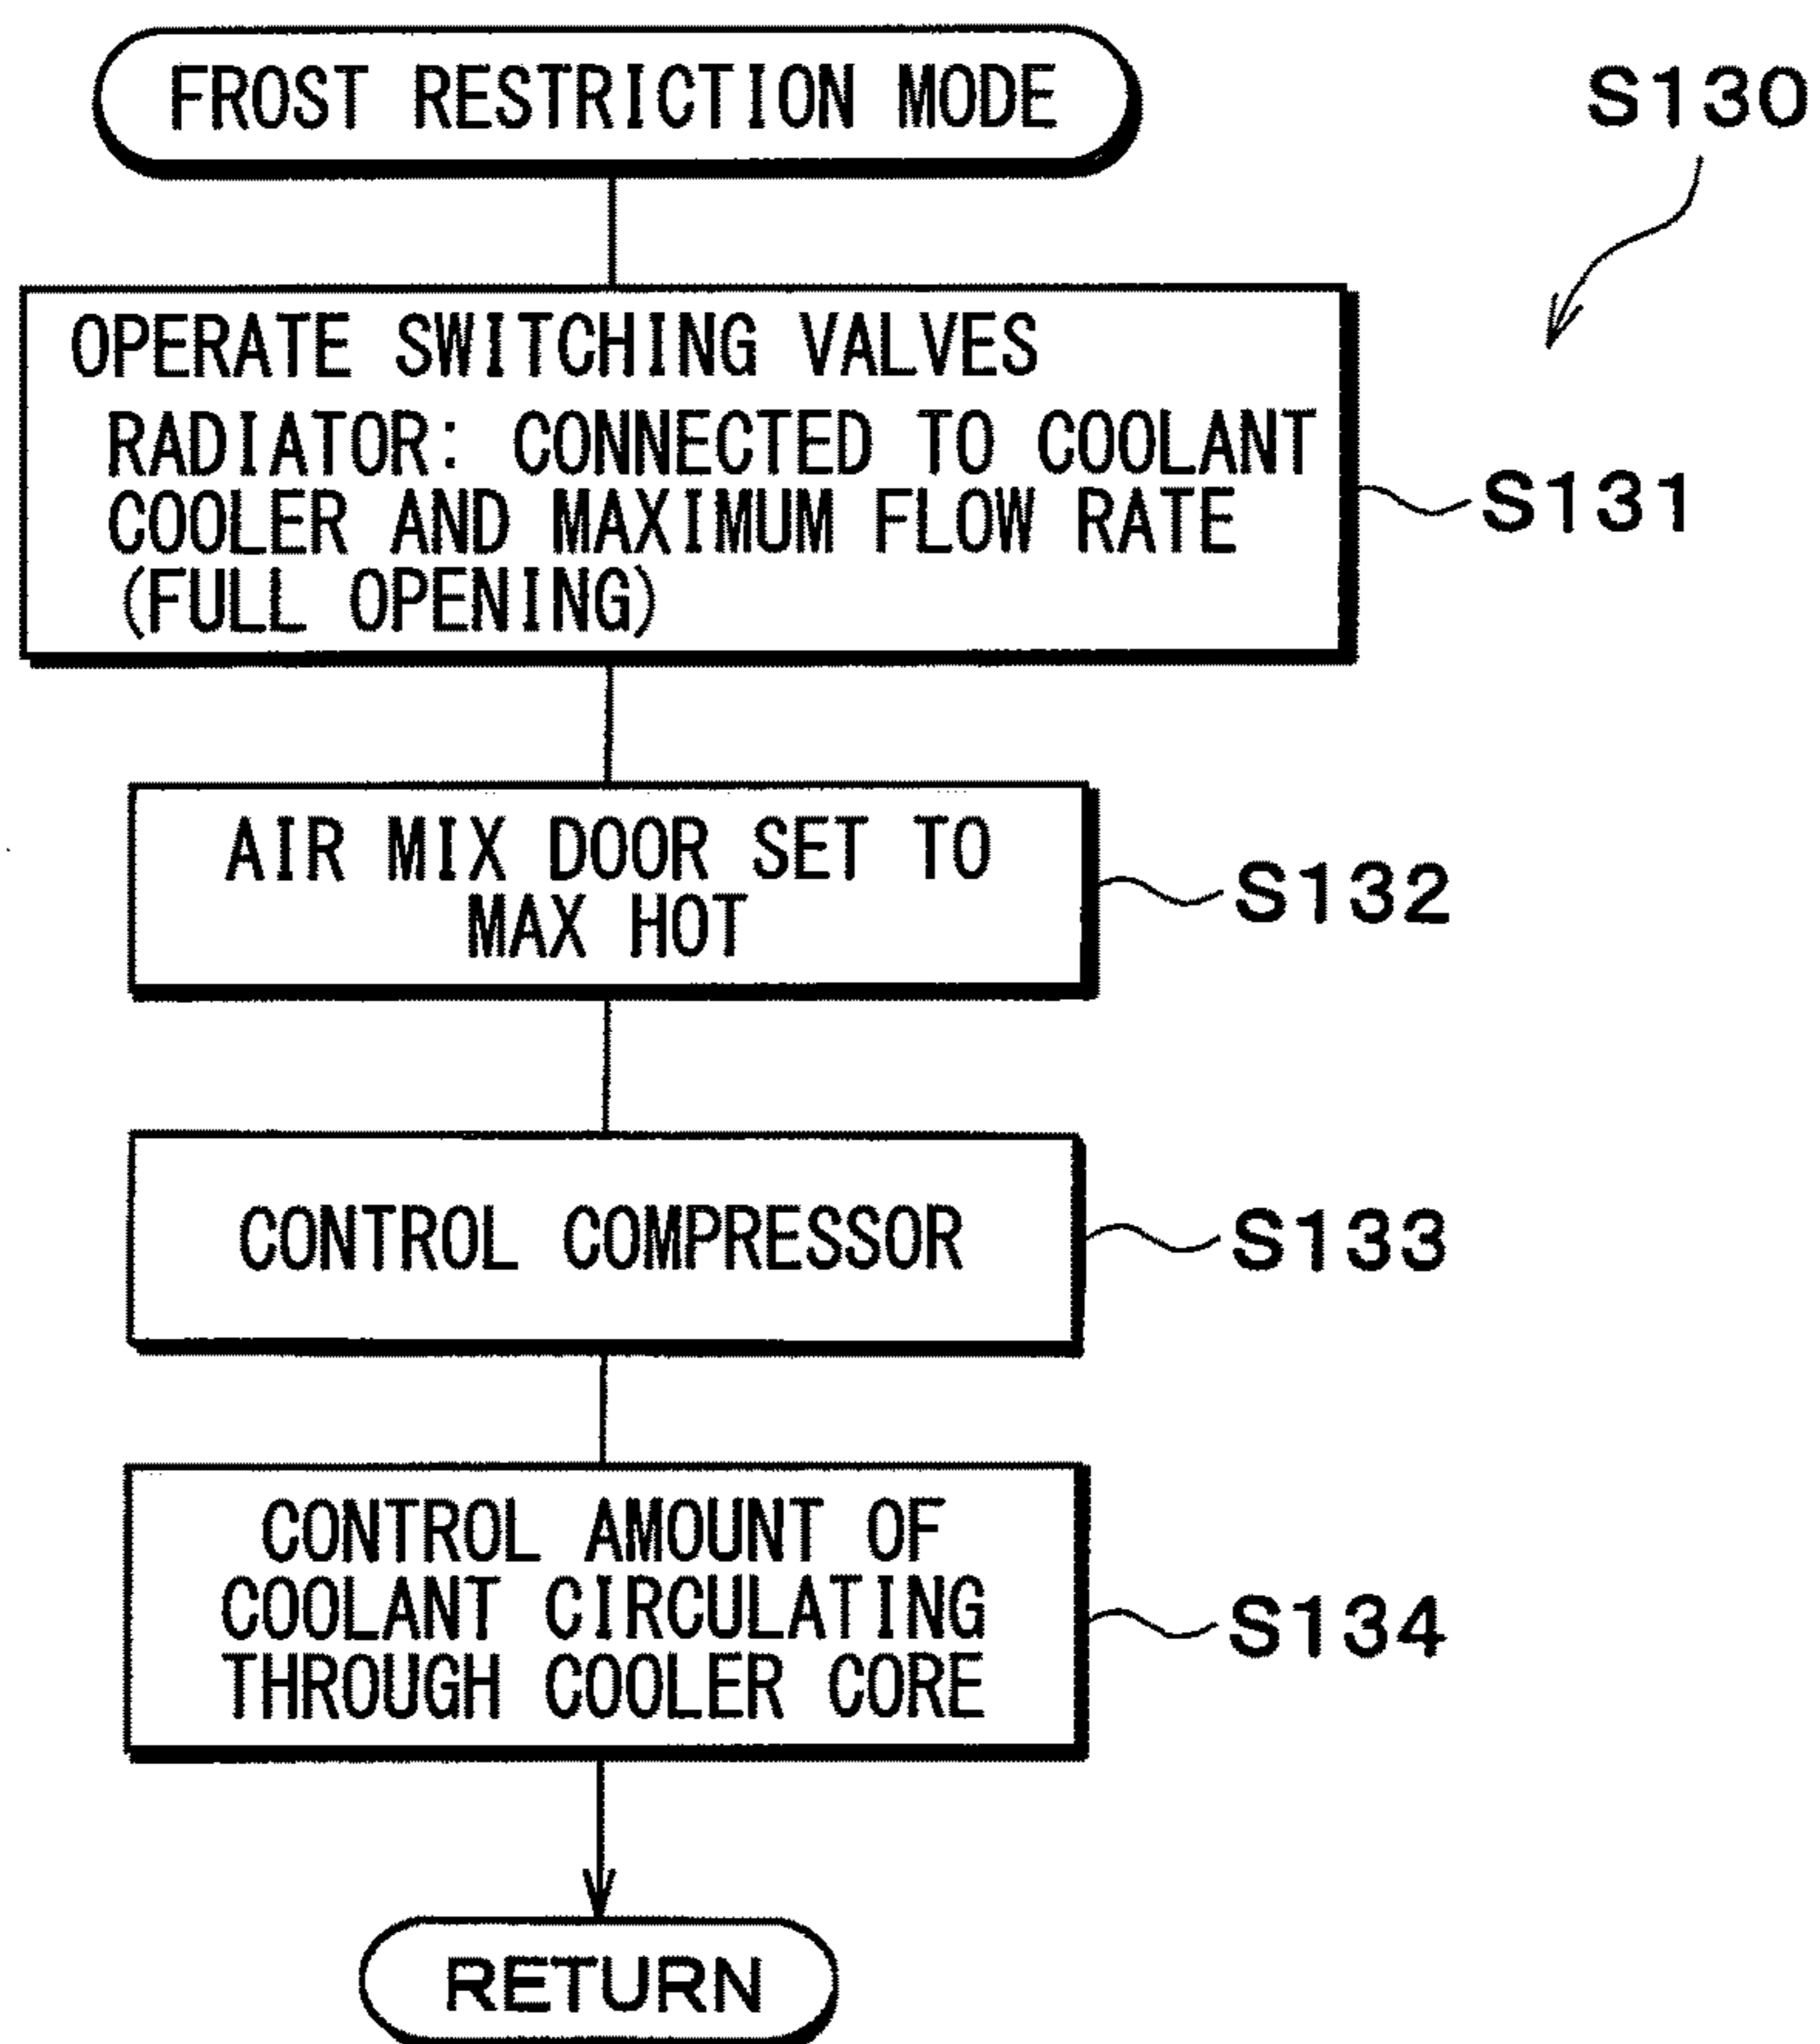 FROST RESTRICTION MODE
S130
OPERATE SWITCHING VALVES
RADIATOR: CONNECTED TO COOLANT
COOLER AND MAXIMUM FLOW RATE
(FULL OPENING)
S131
AIR MIX DOOR SET TO
MAX HOT
S132
CONTROL COMPRESSOR
S133
CONTROL AMOUNT OF
COOLANT CIRCULATING
THROUGH COOLER CORE
S134
RETURN